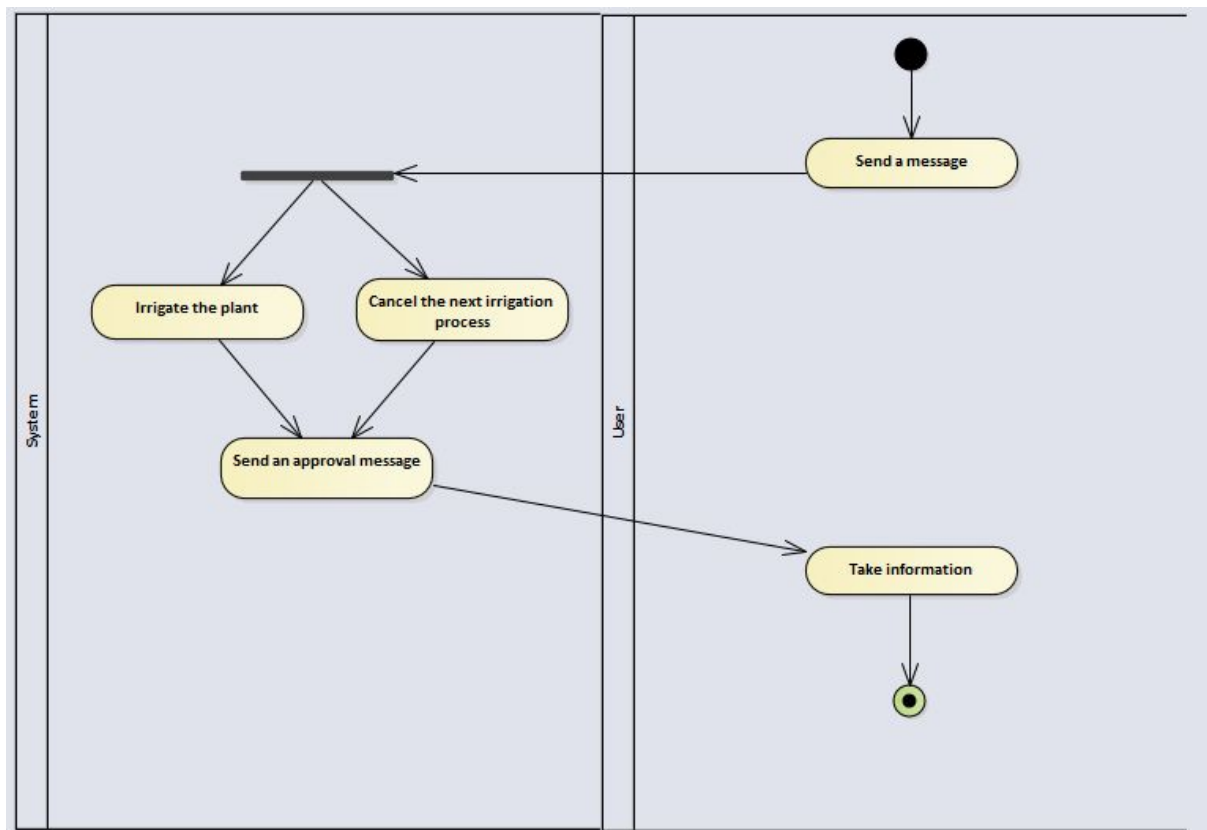 System
User
Send a message
Irrigate the plant
Cancel the next irrigation
process
Send an approval message
Take information